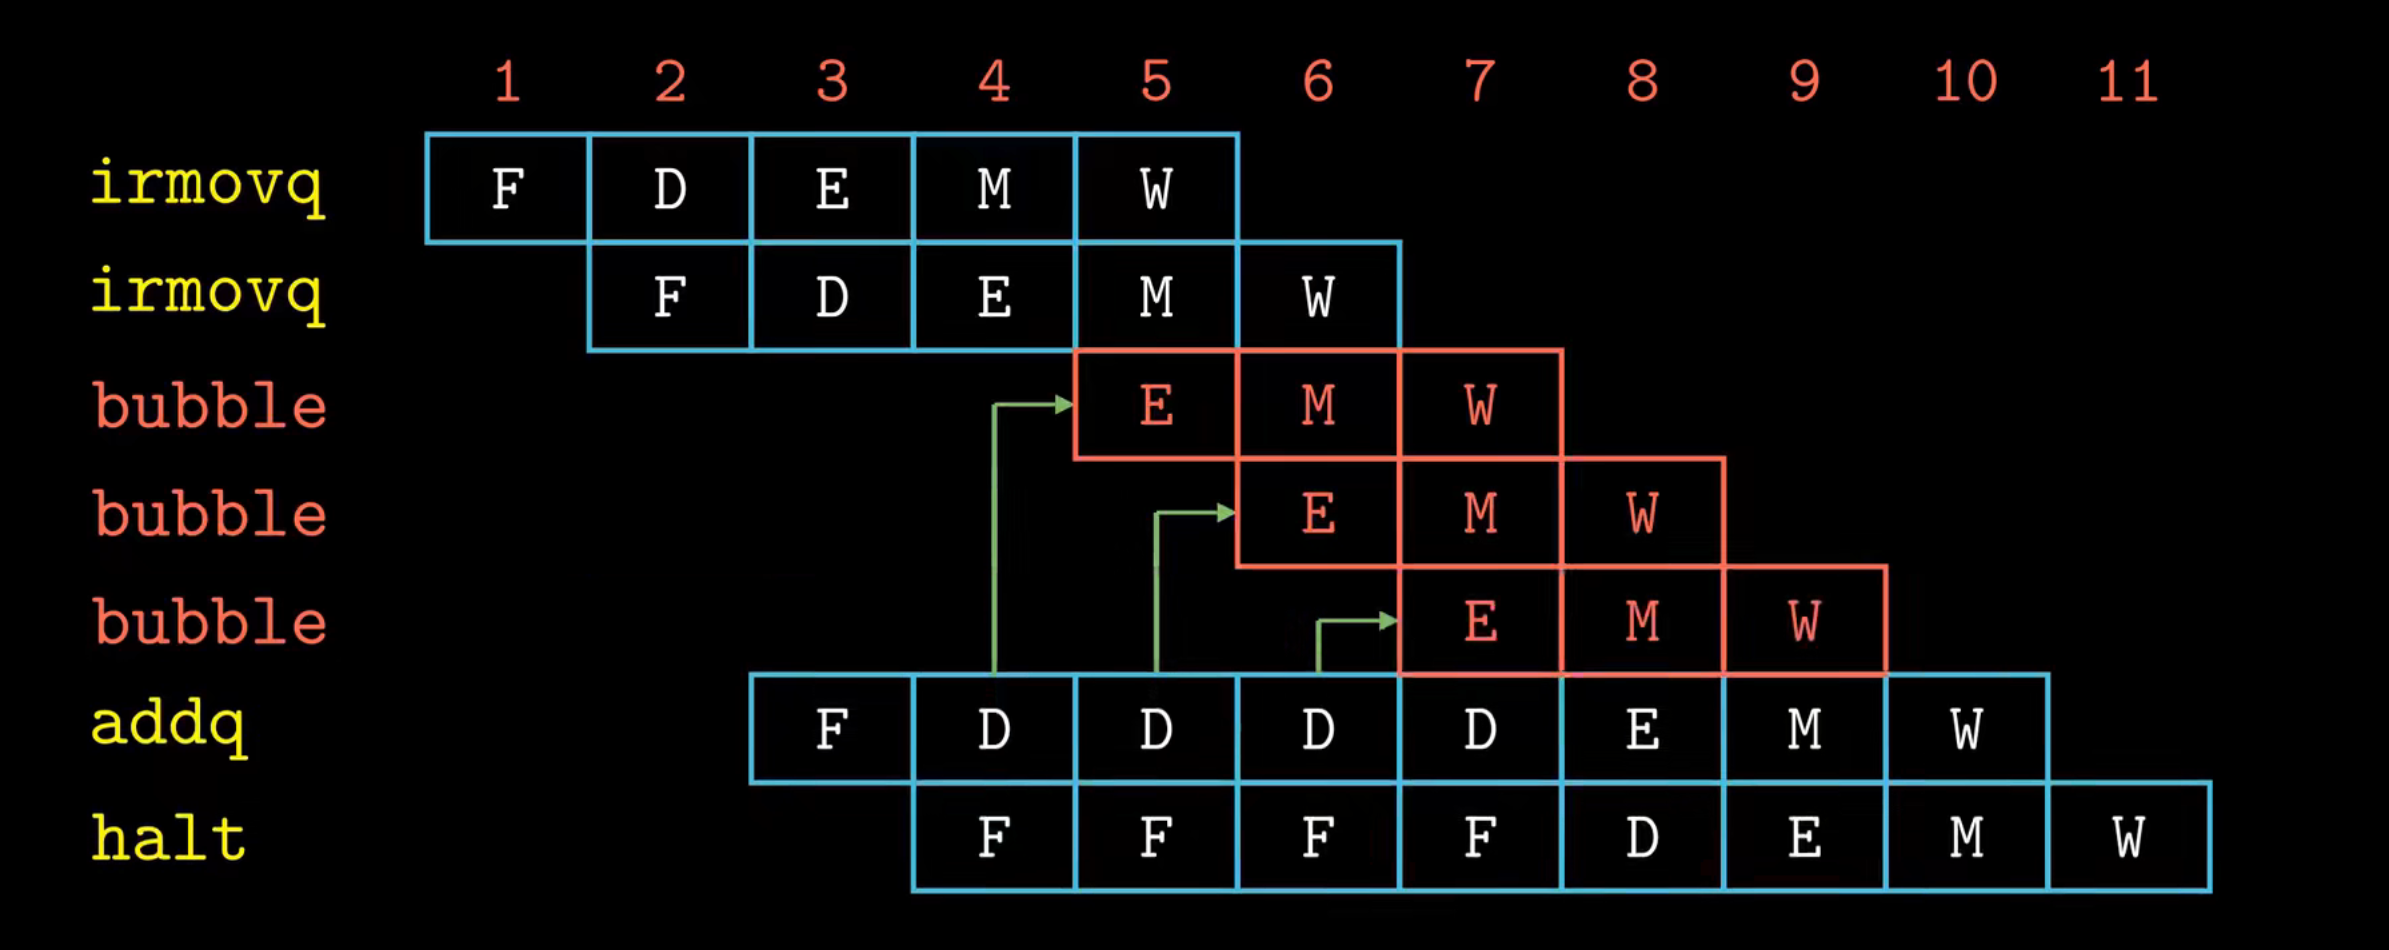 1 2 3 4 5 6 7 8 9 10 11
irmovq F D E M W
irmovq F D E M W
bubble E M W
bubble E M W
bubble E M W
addq F D D D D E M W
halt F F F F D E M W